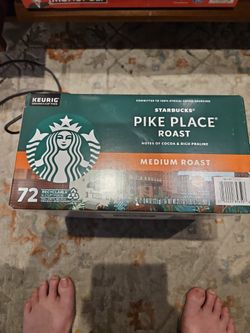 KEURIG
COMMITTED TO 100% ETHICAL COFFEE SOURCING
STARBUCKS®
PIKE PLACE®
ROAST
NOTES OF COCOA & RICH PRALINE
MEDIUM ROAST
72
RECYCLABLE